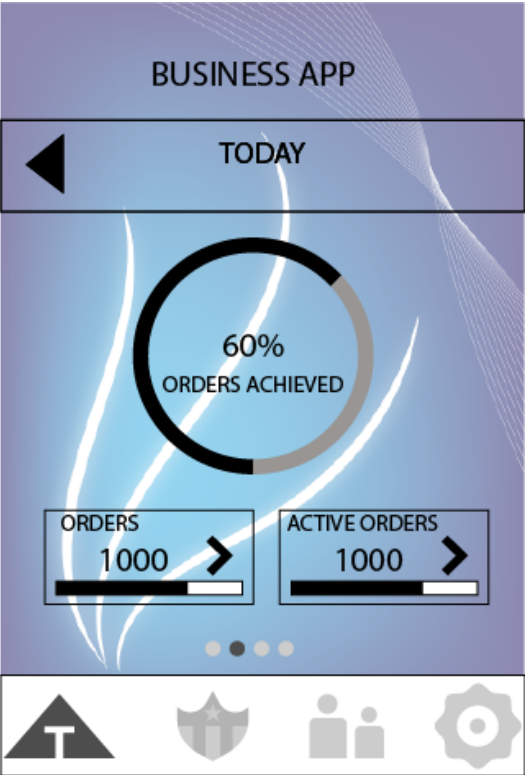 BUSINESS APP
TODAY
60%
ORDERS ACHIEVED
ORDERS
1000
ACTIVE ORDERS
1000
T